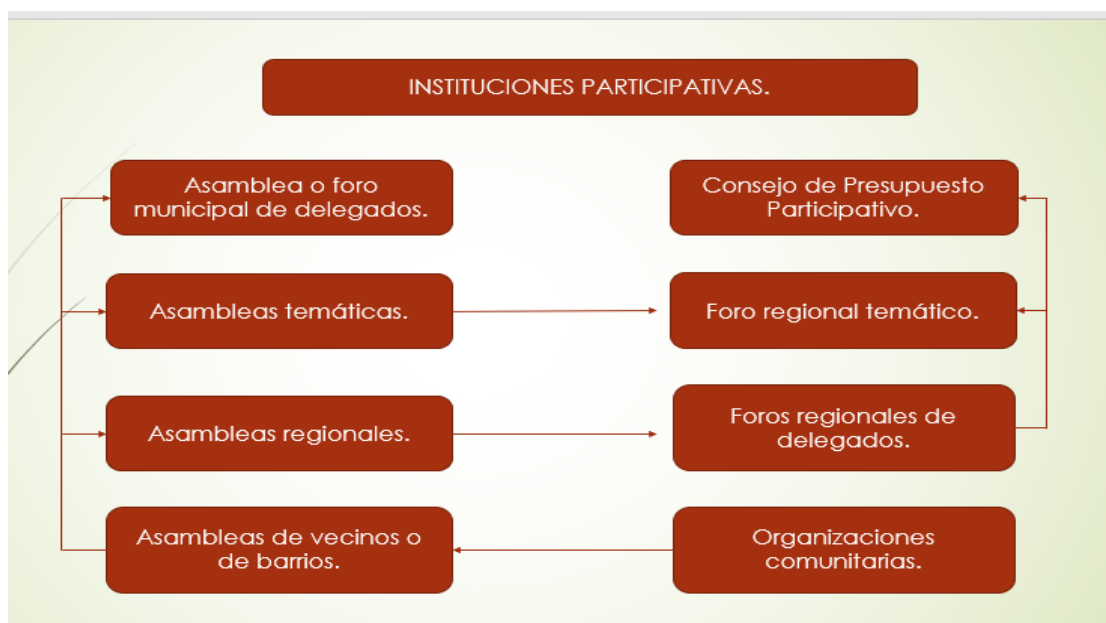 INSTITUCIONES PARTICIPATIVAS.
Asamblea o foro
municipal de delegados.
Consejo de Presupuesto
Participativo.
Asambleas temáticas.
Foro regional temático.
Asambleas regionales.
Foros regionales de
delegados.
Asambleas de vecinos o
de barrios.
Organizaciones
comunitarias.